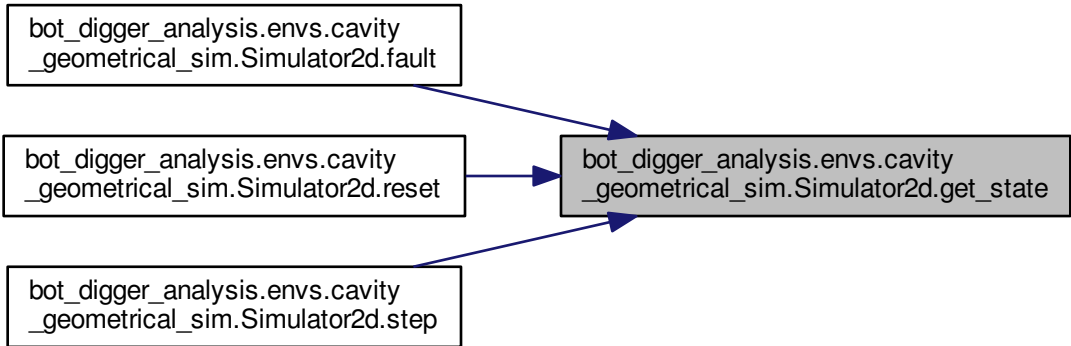 bot_digger_analysis.envs.cavity
_geometrical_sim.Simulator2d.fault
bot_digger_analysis.envs.cavity
_geometrical_sim.Simulator2d.reset
bot_digger_analysis.envs.cavity
_geometrical_sim.Simulator2d.step
bot_digger_analysis.envs.cavity
_geometrical_sim.Simulator2d.get_state